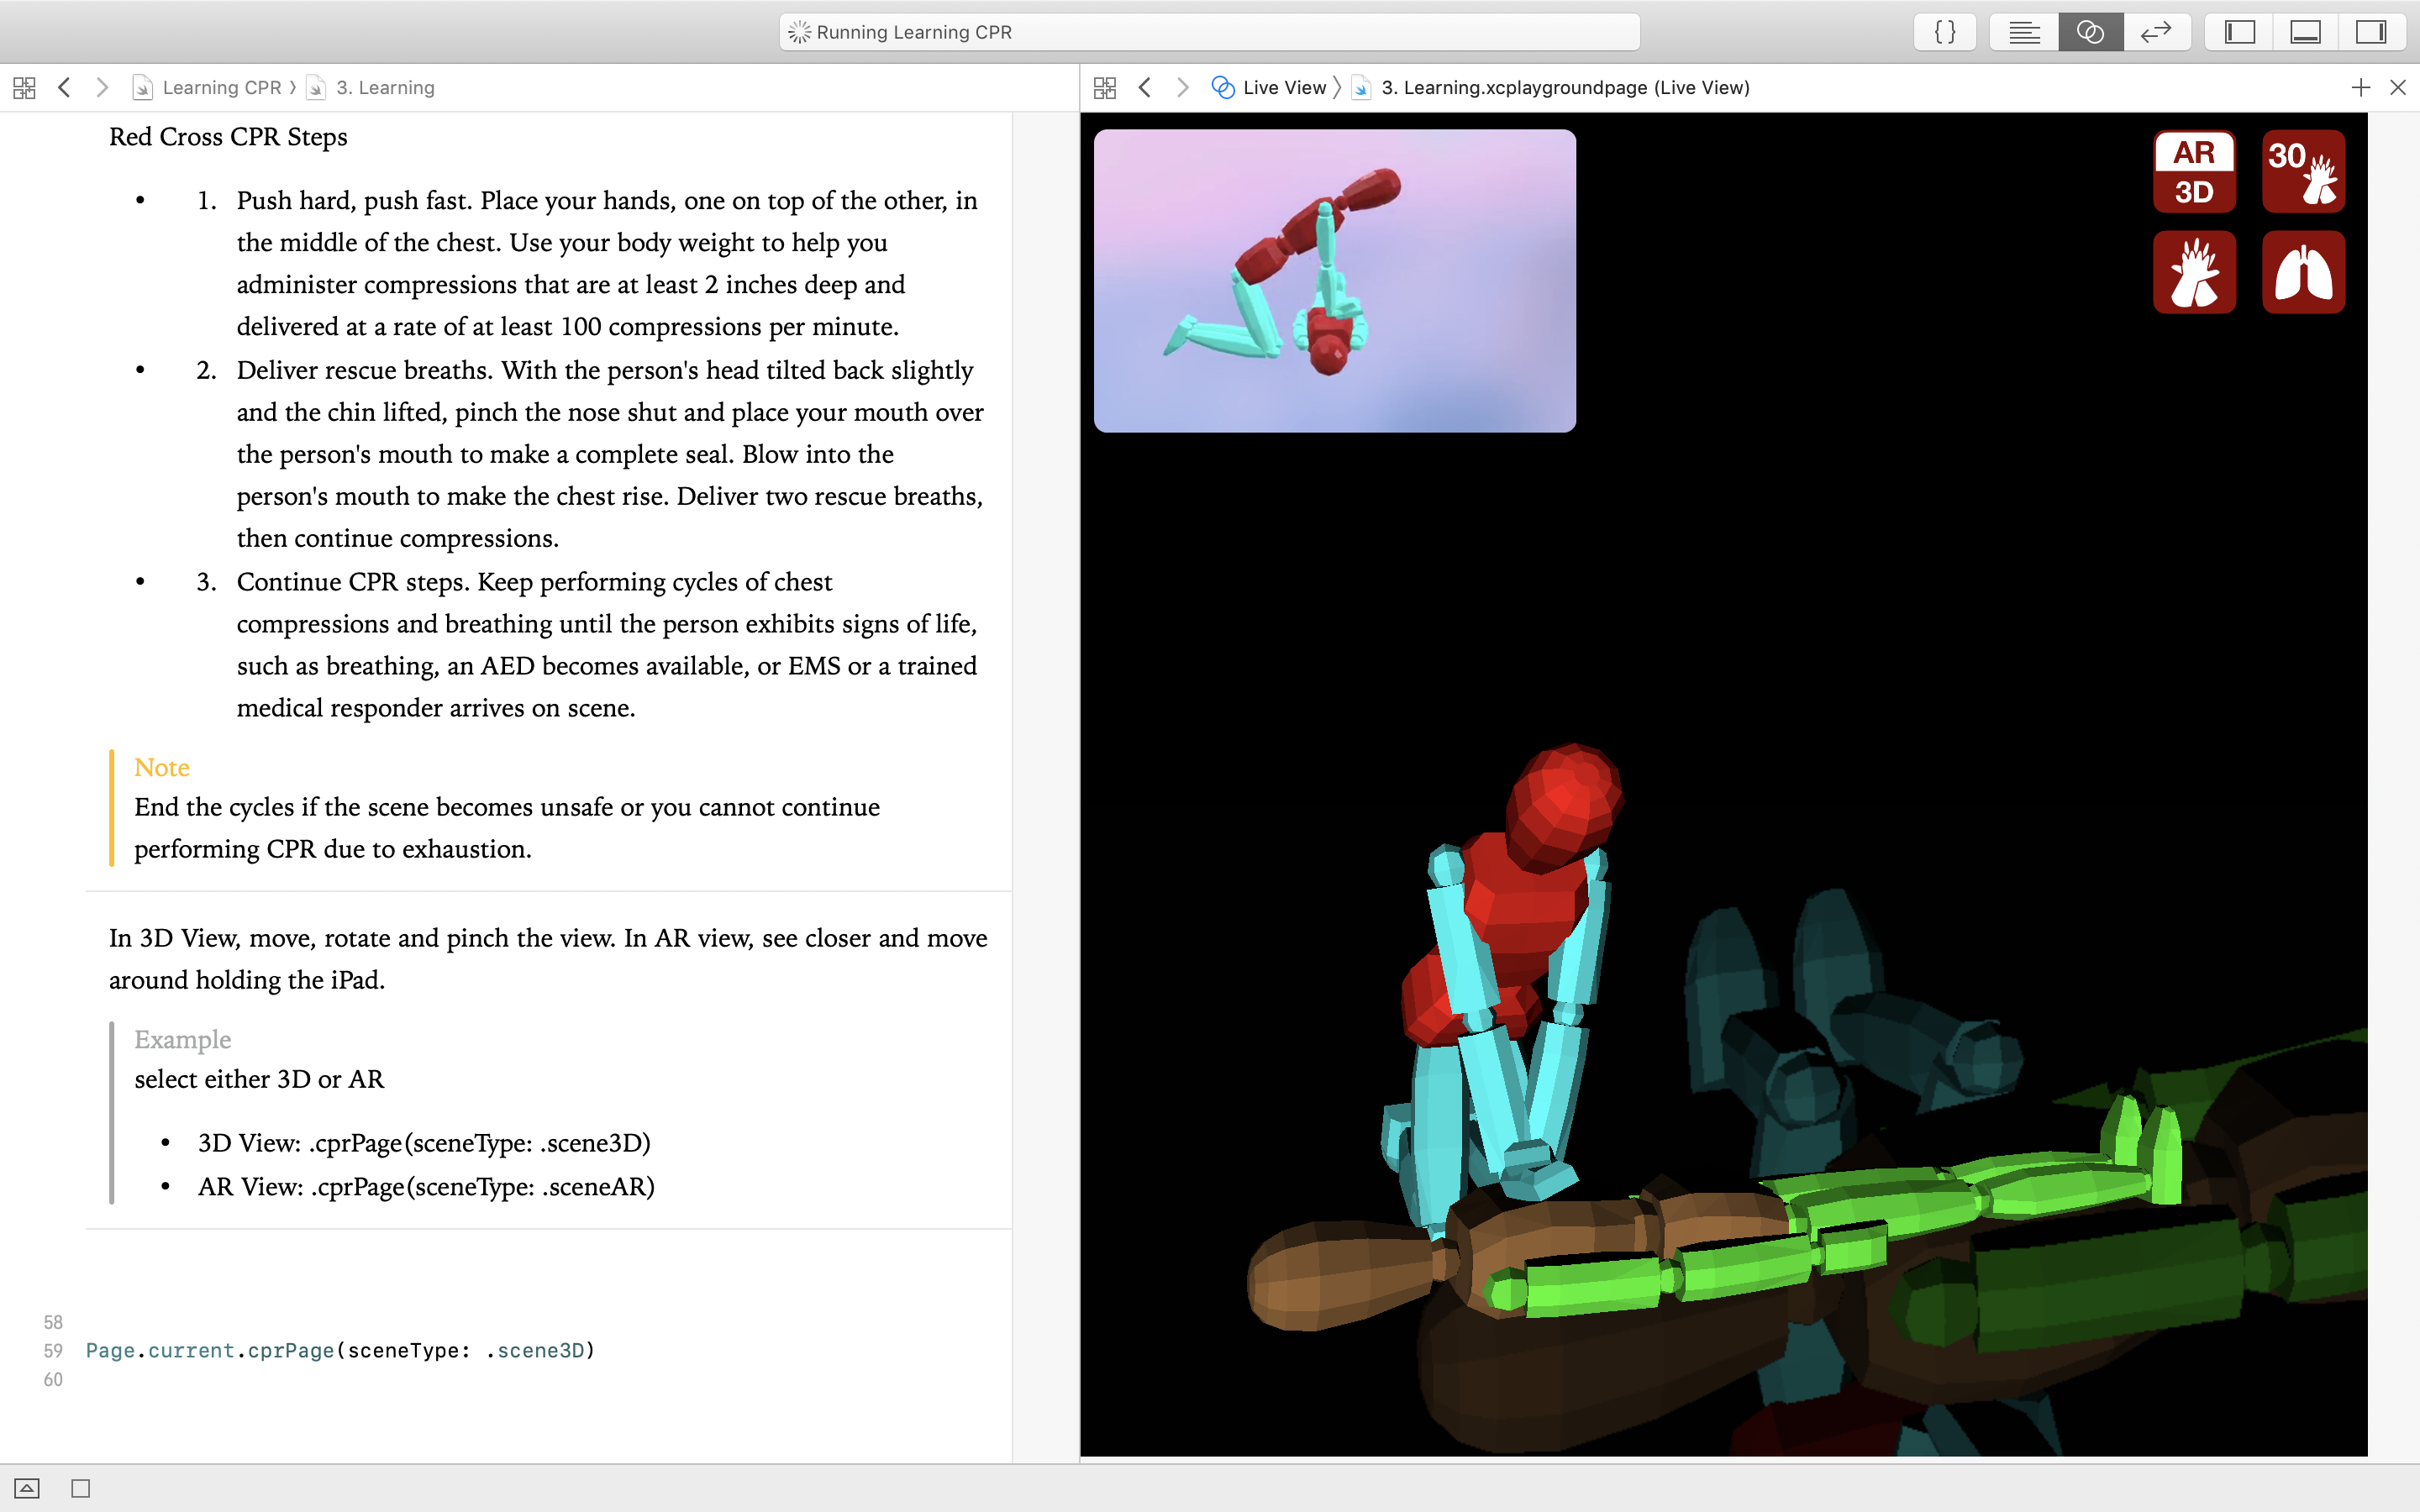 Running Learning CPR
{ }
Learning CPR 〉 3. Learning
Live View 〉 3. Learning.xcplaygroundpage (Live View)
Red Cross CPR Steps
• 1. Push hard, push fast. Place your hands, one on top of the other, in
the middle of the chest. Use your body weight to help you
administer compressions that are at least 2 inches deep and
delivered at a rate of at least 100 compressions per minute.
• 2. Deliver rescue breaths. With the person's head tilted back slightly
and the chin lifted, pinch the nose shut and place your mouth over
the person's mouth to make a complete seal. Blow into the
person's mouth to make the chest rise. Deliver two rescue breaths,
then continue compressions.
• 3. Continue CPR steps. Keep performing cycles of chest
compressions and breathing until the person exhibits signs of life,
such as breathing, an AED becomes available, or EMS or a trained
medical responder arrives on scene.
Note
End the cycles if the scene becomes unsafe or you cannot continue
performing CPR due to exhaustion.
In 3D View, move, rotate and pinch the view. In AR view, see closer and move
around holding the iPad.
Example
select either 3D or AR
• 3D View: .cprPage(sceneType: .scene3D)
• AR View: .cprPage(sceneType: .sceneAR)
58
59 Page.current.cprPage(sceneType: .scene3D)
60
AR
3D
30